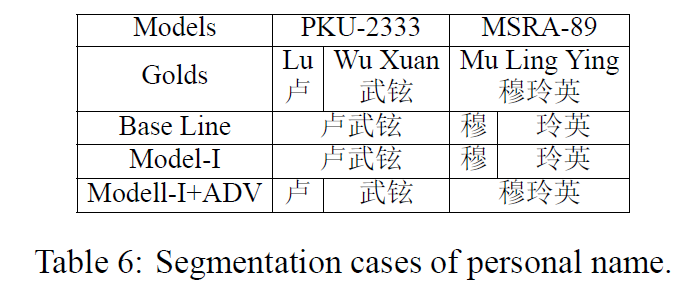 Models PKU-2333 MSRA-89
Golds Lu Wu Xuan Mu Ling Ying
卢 武铉 穆玲英
Base Line 卢武铉 穆 玲英
Model-I 卢武铉 穆 玲英
Modell-I+ADV 卢 武铉 穆玲英
Table 6: Segmentation cases of personal name.